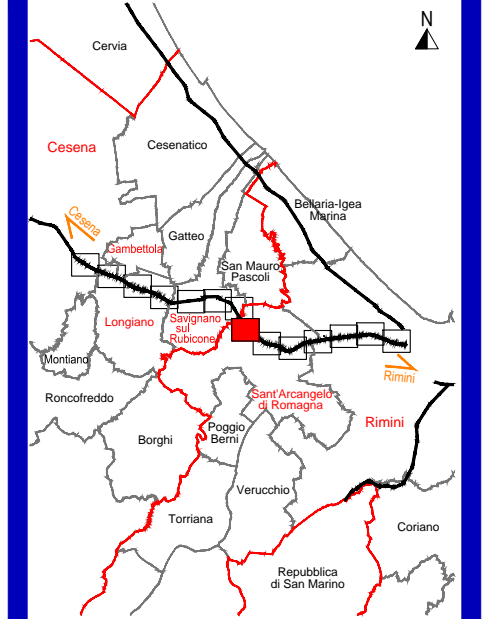 N
Cervia
Cesena
Cesenatico
Bellaria-Igea
Marina
Cesena
Gatteo
Gambettola
San Mauro
Pascoli
Longiano
Savignano
sul
Rubicone
Montiano
Rimini
Roncofreddo
Sant'Arcangelo
di Romagna
Rimini
Borghi
Poggio
Berni
Verucchio
Torriana
Coriano
Repubblica
di San Marino